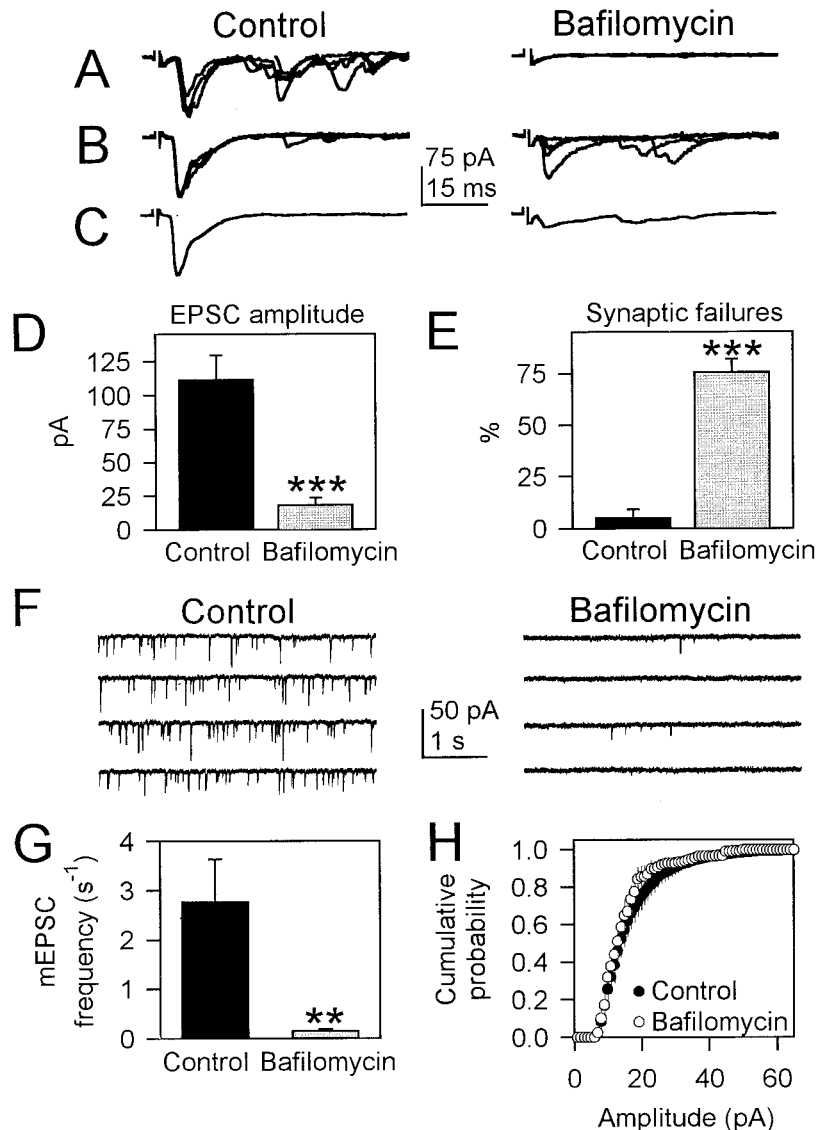 Control Bafilomycin
A
B
75 pA
15 ms
C
D
EPSC amplitude
pA
125
100
75
50
25
0
***
Control Bafilomycin
E
Synaptic failures
%
75
50
25
0
***
Control Bafilomycin
F
Control Bafilomycin
50 pA
1 s
G
mEPSC
frequency (s⁻¹)
4
3
2
1
0
**
Control Bafilomycin
H
Cumulative
probability
1.0
0.8
0.6
0.4
0.2
0.0
Control
Bafilomycin
0 20 40 60
Amplitude (pA)